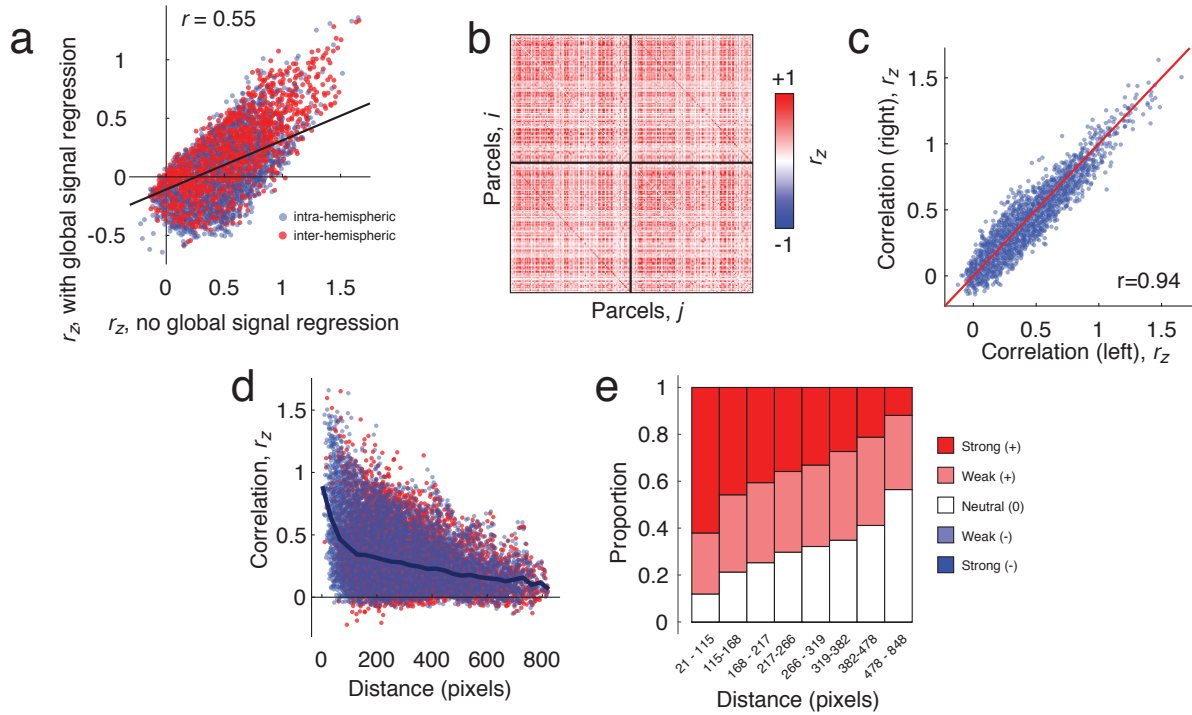 a
r = 0.55
1
0.5
0
-0.5
0
0.5
1
1.5
r_z, with global signal regression
r_z, no global signal regression
intra-hemispheric
inter-hemispheric
b
Parcels, i
Parcels, j
+1
r_z
-1
c
1.5
1
0.5
0
0
0.5
1
1.5
Correlation (right), r_z
Correlation (left), r_z
r=0.94
d
1.5
1
0.5
0
0
200
400
600
800
Correlation, r_z
Distance (pixels)
e
1
0.8
0.6
0.4
0.2
0
Proportion
21 - 115
115-168
168 - 217
217-266
266 - 319
319-382
382-478
478 - 848
Distance (pixels)
Strong (+)
Weak (+)
Neutral (0)
Weak (-)
Strong (-)